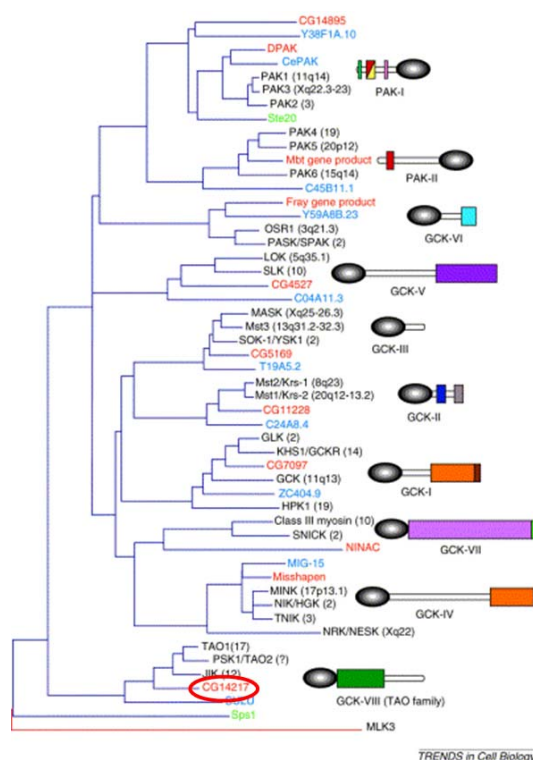 CG14895
Y38F1A.10
DPAK
CePAK
PAK1 (11q14)
PAK3 (Xq22.3-23)
PAK2 (3)
Ste20
PAK-I
PAK4 (19)
PAK5 (20p12)
Mbt gene product
PAK6 (15q14)
C45B11.1
PAK-II
Fray gene product
Y59A8B.23
OSR1 (3q21.3)
PASK/SPAK (2)
GCK-VI
LOK (5q35.1)
SLK (10)
CG4527
C04A11.3
GCK-V
MASK (Xq25-26.3)
Mst3 (13q31.2-32.3)
SOK-1/YSK1 (2)
CG5169
T19A5.2
GCK-III
Mst2/Krs-1 (8q23)
Mst1/Krs-2 (20q12-13.2)
CG11228
C24A8.4
GCK-II
GLK (2)
KHS1/GCKR (14)
CG7097
GCK (11q13)
ZC404.9
HPK1 (19)
GCK-I
Class III myosin (10)
SNICK (2)
NINAC
GCK-VII
MIG-15
Misshapen
MINK (17p13.1)
NIK/HGK (2)
TNIK (3)
NRK/NESK (Xq22)
GCK-IV
TAO1(17)
PSK1/TAO2 (?)
JIK (12)
CG14217
GCK-VIII (TAO family)
Sps1
MLK3
TRENDS in Cell Biology